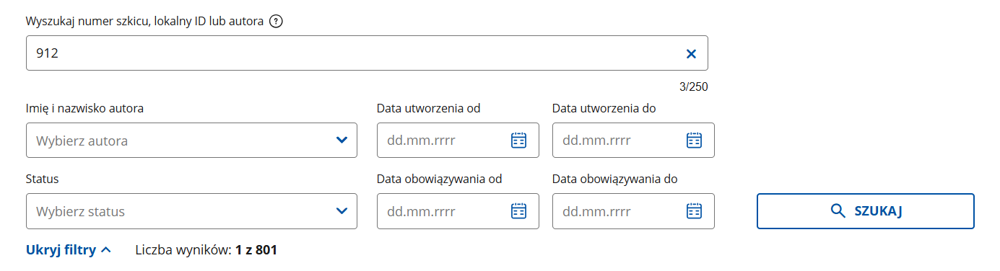 Wyszukaj numer szkicu, lokalny ID lub autora ?
912
3/250
Imię i nazwisko autora Data utworzenia od Data utworzenia do
Wybierz autora dd.mm.rrrr dd.mm.rrrr
Status Data obowiązywania od Data obowiązywania do
Wybierz status dd.mm.rrrr dd.mm.rrrr SZUKAJ
Ukryj filtry Liczba wyników: 1 z 801